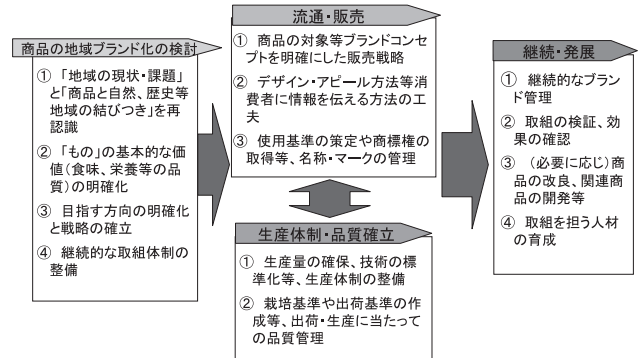 商品の地域ブランド化の検討
① 「地域の現状・課題」
と「商品と自然、歴史等
地域の結びつき」を再
認識
② 「もの」の基本的な価
値(食味、栄養等の品
質)の明確化
③ 目指す方向の明確化
と戦略の確立
④ 継続的な取組体制の
整備
流通・販売
① 商品の対象等ブランドコンセ
プトを明確にした販売戦略
② デザイン・アピール方法等消
費者に情報を伝える方法の工
夫
③ 使用基準の策定や商標権の
取得等、名称・マークの管理
生産体制・品質確立
① 生産量の確保、技術の標
準化等、生産体制の整備
② 栽培基準や出荷基準の作
成等、出荷・生産に当たって
の品質管理
継続・発展
① 継続的なブラン
ド管理
② 取組の検証、効
果の確認
③ (必要に応じ)商
品の改良、関連商
品の開発等
④ 取組を担う人材
の育成